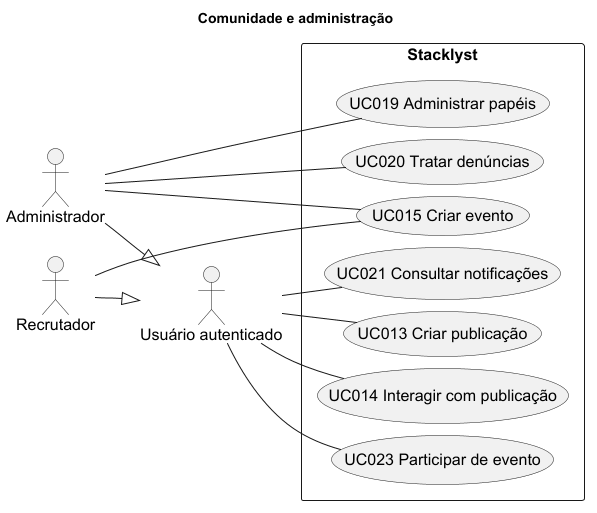 Comunidade e administração
Stacklyst
UC019 Administrar papéis
UC020 Tratar denúncias
Administrador
UC015 Criar evento
UC021 Consultar notificações
Recrutador
Usuário autenticado
UC013 Criar publicação
UC014 Interagir com publicação
UC023 Participar de evento